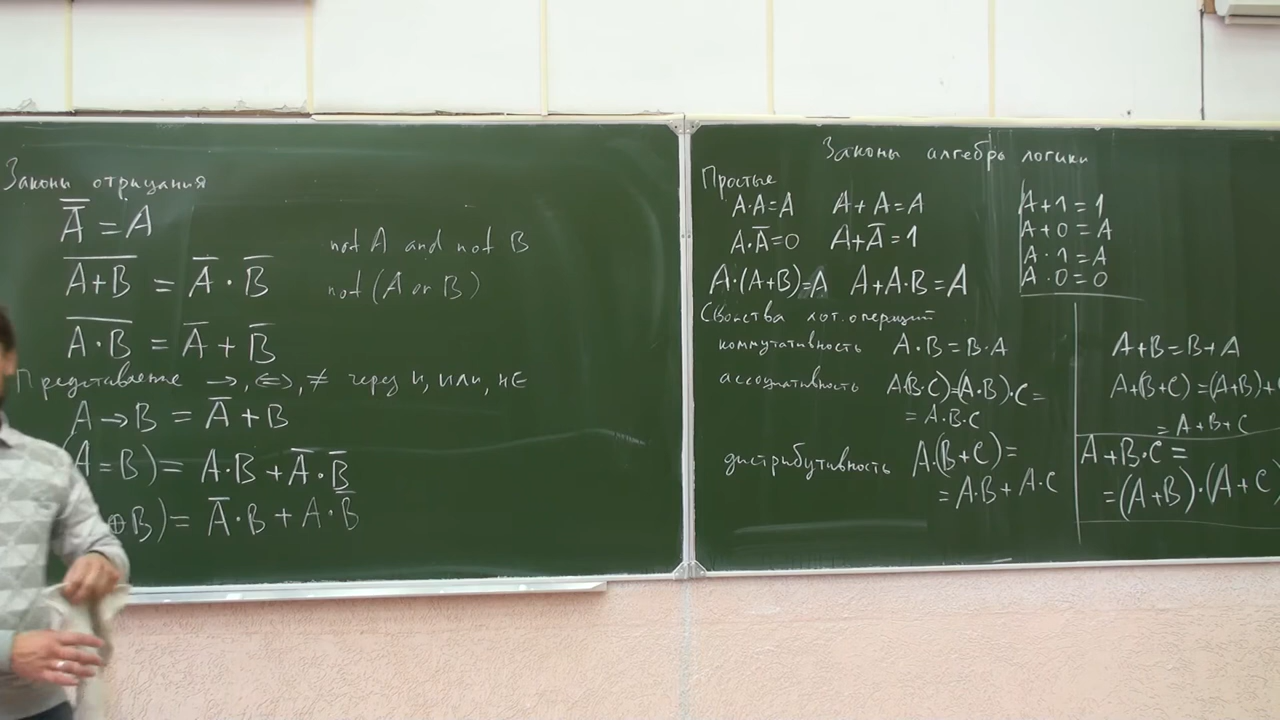 Законы отрицания
A̿ = A
A̅+̅B̅ = A̅ · B̅
not A and not B
not (A or B)
A̅·̅B̅ = A̅ + B̅
Представление →, ⇔, ≠ через И, ИЛИ, НЕ
A → B = A̅ + B
(A = B) = A·B + A̅·B̅
⊕B) = A̅·B + A·B̅
Законы алгебры логики
Простые
A·A=A A+A=A
A·A̅=0 A+A̅=1
A·(A+B)=A A+A·B=A
A+1=1
A+0=A
A·1=A
A·0=0
Свойства операций
коммутативность A·B=B·A
A+B=B+A
ассоциативность A(B·C)=(A·B)·C=
=A·B·C
A+(B+C)=(A+B)+C
=A+B+C
дистрибутивность A·(B+C)=
=A·B+A·C
A+B·C=
=(A+B)·(A+C)